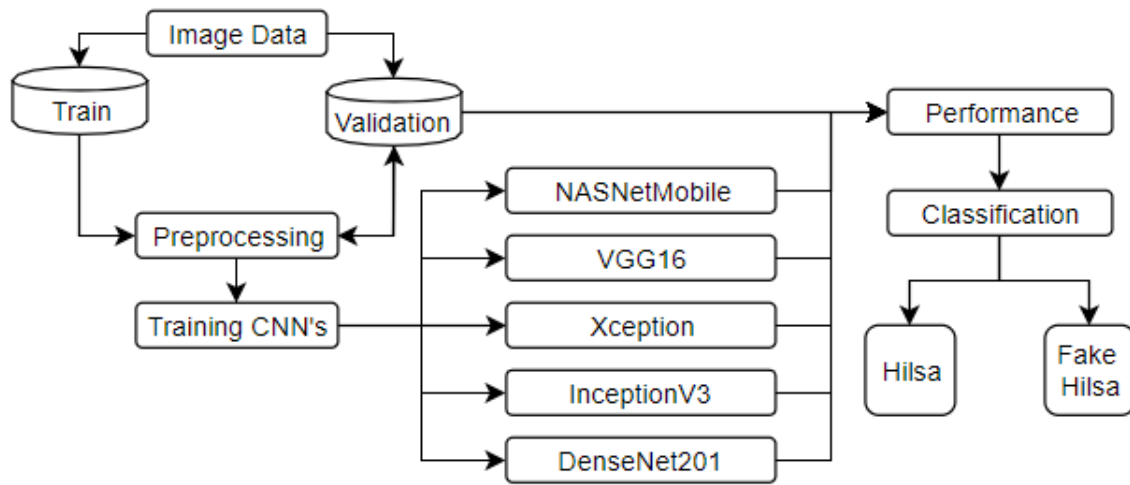 Image Data
Train
Validation
Performance
NASNetMobile
Classification
Preprocessing
VGG16
Training CNN's
Xception
Hilsa
Fake
Hilsa
InceptionV3
DenseNet201